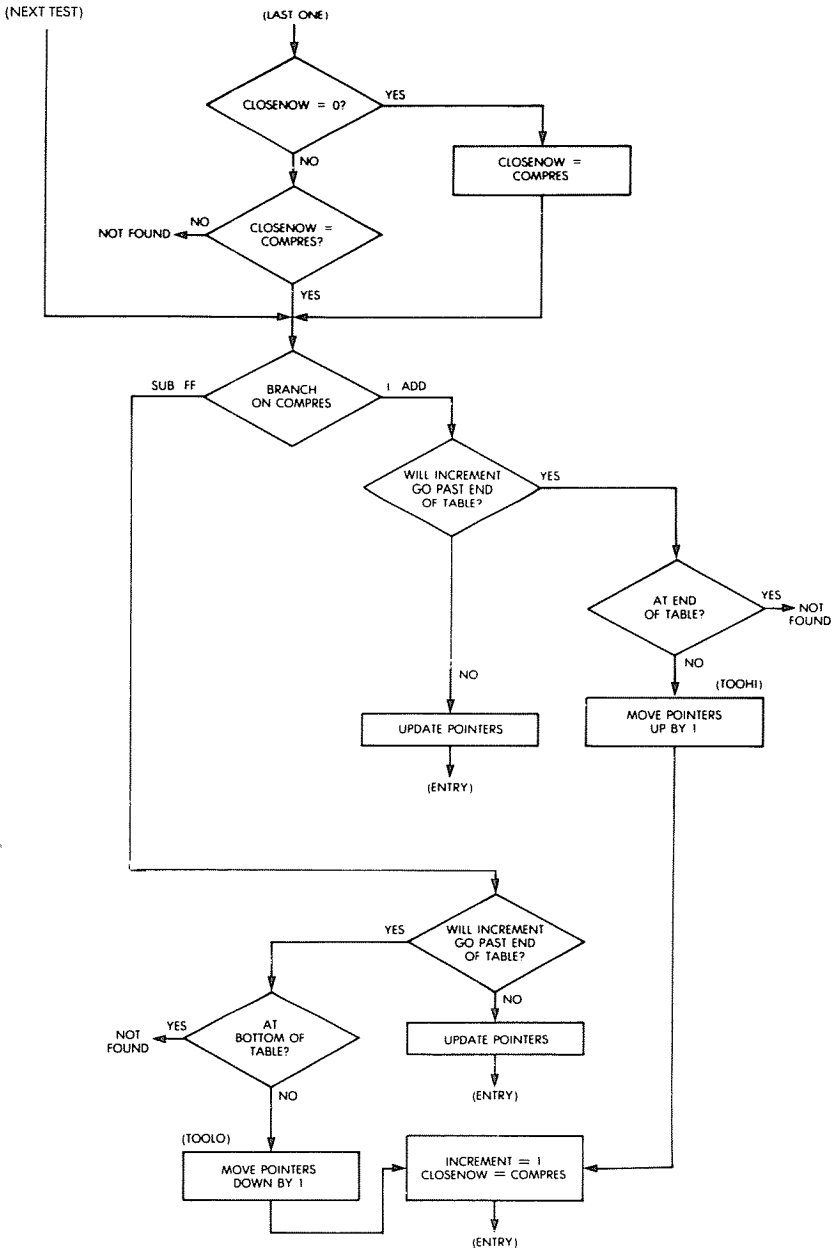 (NEXT TEST)
(LAST ONE)
CLOSENOW = 0?
YES
NO
CLOSENOW =
COMPRES
CLOSENOW =
COMPRES?
NO
NOT FOUND
YES
BRANCH
ON COMPRES
SUB FF
1 ADD
WILL INCREMENT
GO PAST END
OF TABLE?
YES
AT END
OF TABLE?
YES
NOT
FOUND
NO
NO
(TOOHI)
UPDATE POINTERS
MOVE POINTERS
UP BY 1
(ENTRY)
WILL INCREMENT
GO PAST END
OF TABLE?
YES
NO
AT
BOTTOM OF
TABLE?
YES
NOT
FOUND
UPDATE POINTERS
NO
(ENTRY)
(TOOLO)
MOVE POINTERS
DOWN BY 1
INCREMENT = 1
CLOSENOW = COMPRES
(ENTRY)